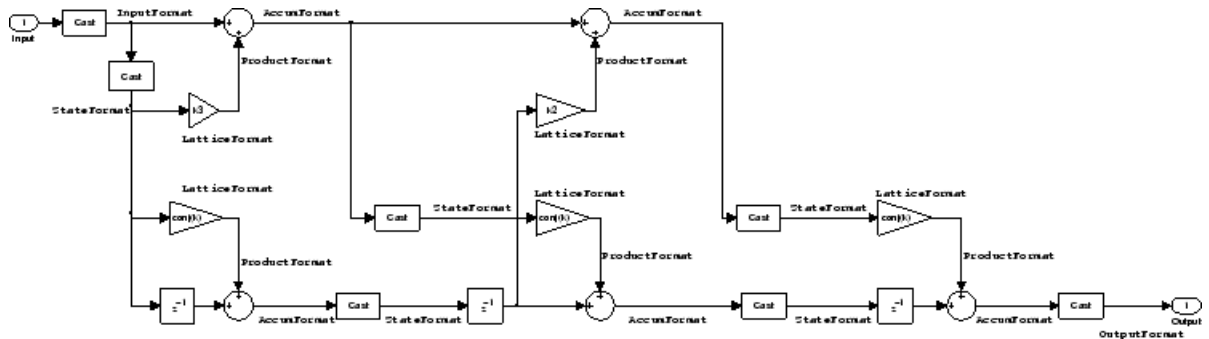 1
Input
Cast
InputFormat
AccumFormat
AccumFormat
ProductFormat
ProductFormat
Cast
StateFormat
k3
k2
LatticeFormat
LatticeFormat
LatticeFormat
LatticeFormat
LatticeFormat
conj(k)
Cast
StateFormat
conj(k)
Cast
StateFormat
conj(k)
ProductFormat
ProductFormat
ProductFormat
z-1
Cast
z-1
Cast
z-1
Cast
1
Output
AccumFormat
StateFormat
AccumFormat
StateFormat
AccumFormat
OutputFormat